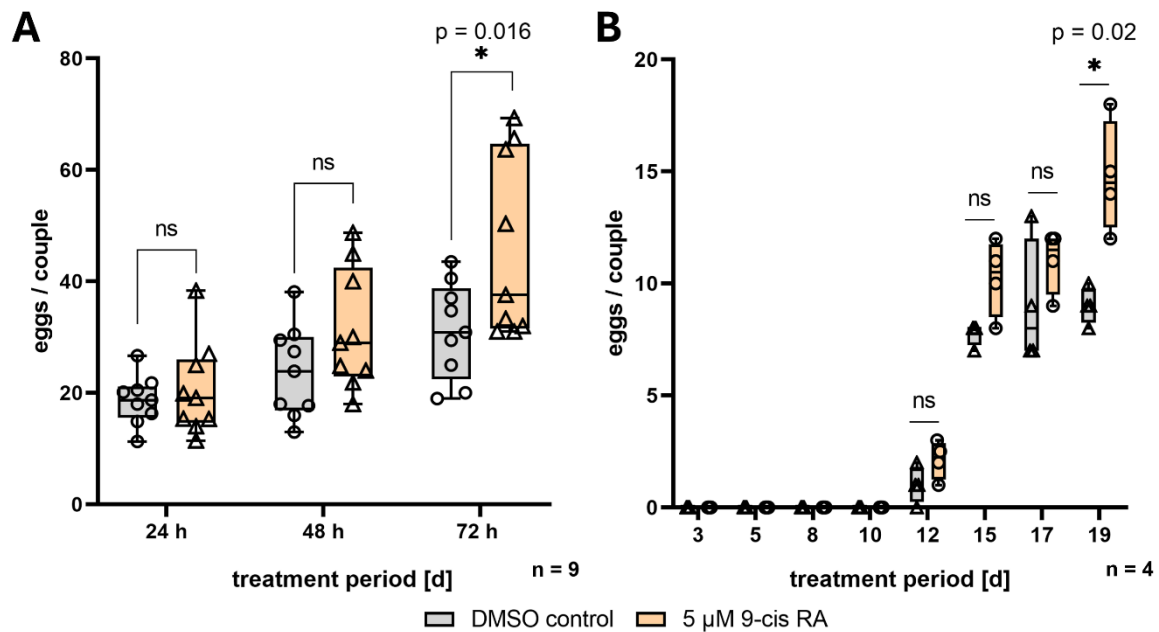 A
p = 0.016
*
ns
ns
eggs / couple
80
60
40
20
0
24 h 48 h 72 h
treatment period [d]
n = 9
B
p = 0.02
*
ns
ns
ns
eggs / couple
20
15
10
5
0
3 5 8 10 12 15 17 19
treatment period [d]
n = 4
DMSO control 5 µM 9-cis RA